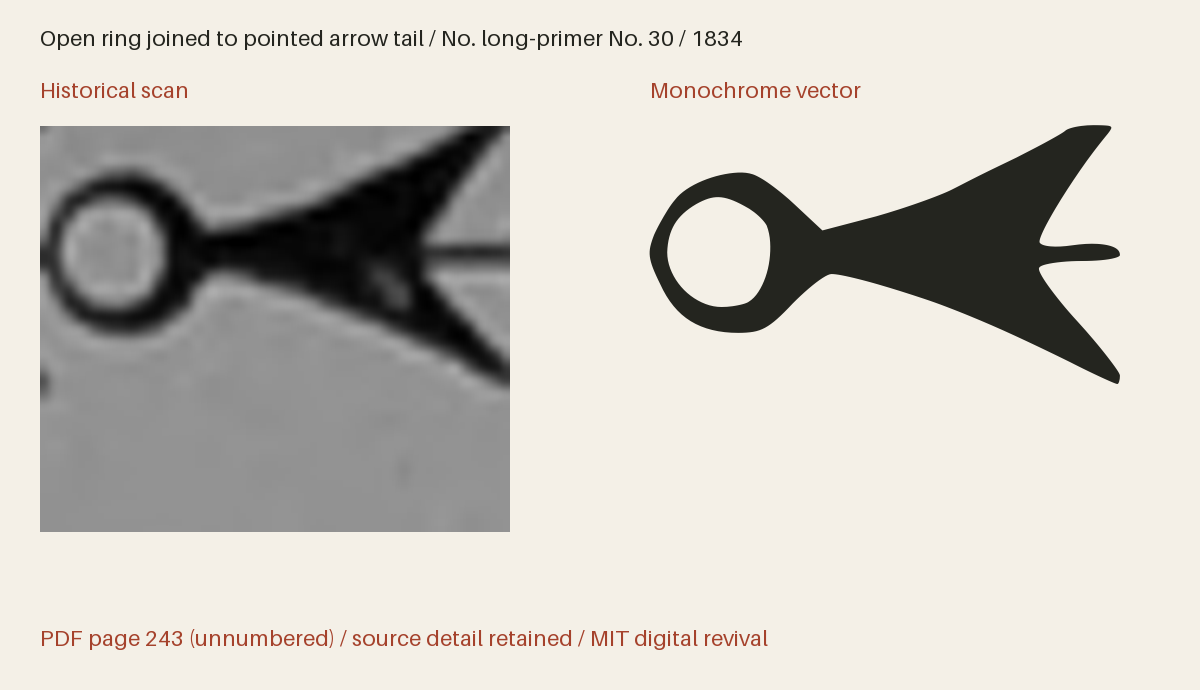 Open ring joined to pointed arrow tail / No. long-primer No. 30 / 1834
Historical scan
Monochrome vector
PDF page 243 (unnumbered) / source detail retained / MIT digital revival